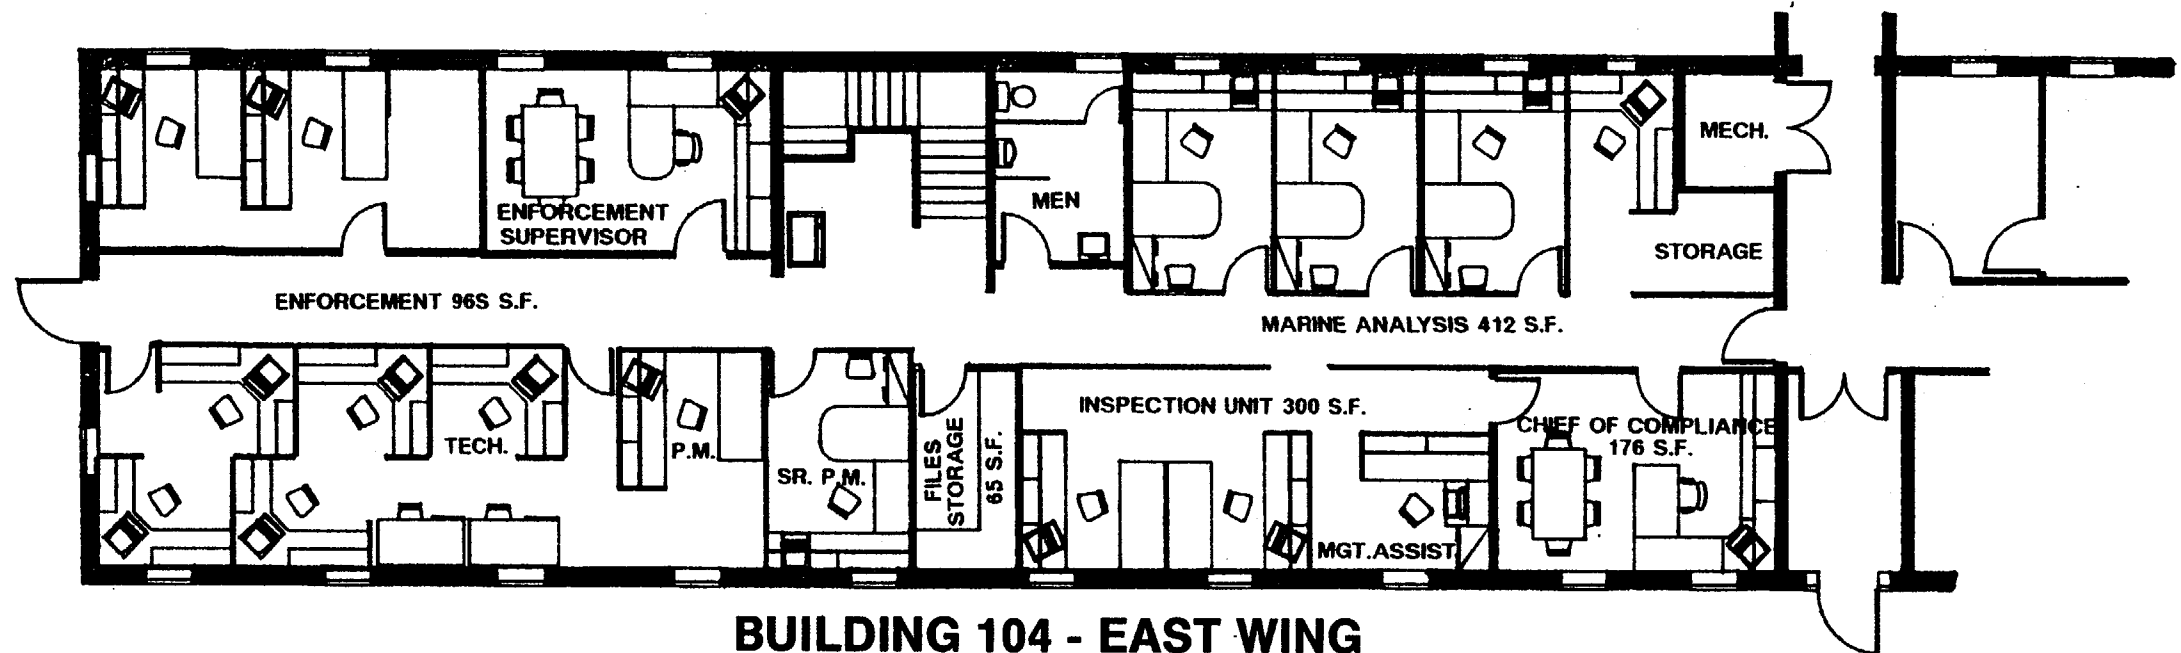 MECH.
MEN
ENFORCEMENT
SUPERVISOR
STORAGE
ENFORCEMENT 96S S.F.
MARINE ANALYSIS 412 S.F.
INSPECTION UNIT 300 S.F.
CHIEF OF COMPLIANCE
176 S.F.
TECH.
P.M.
SR. P.M.
FILES
STORAGE
65 S.F.
MGT.ASSIST.
BUILDING 104 - EAST WING